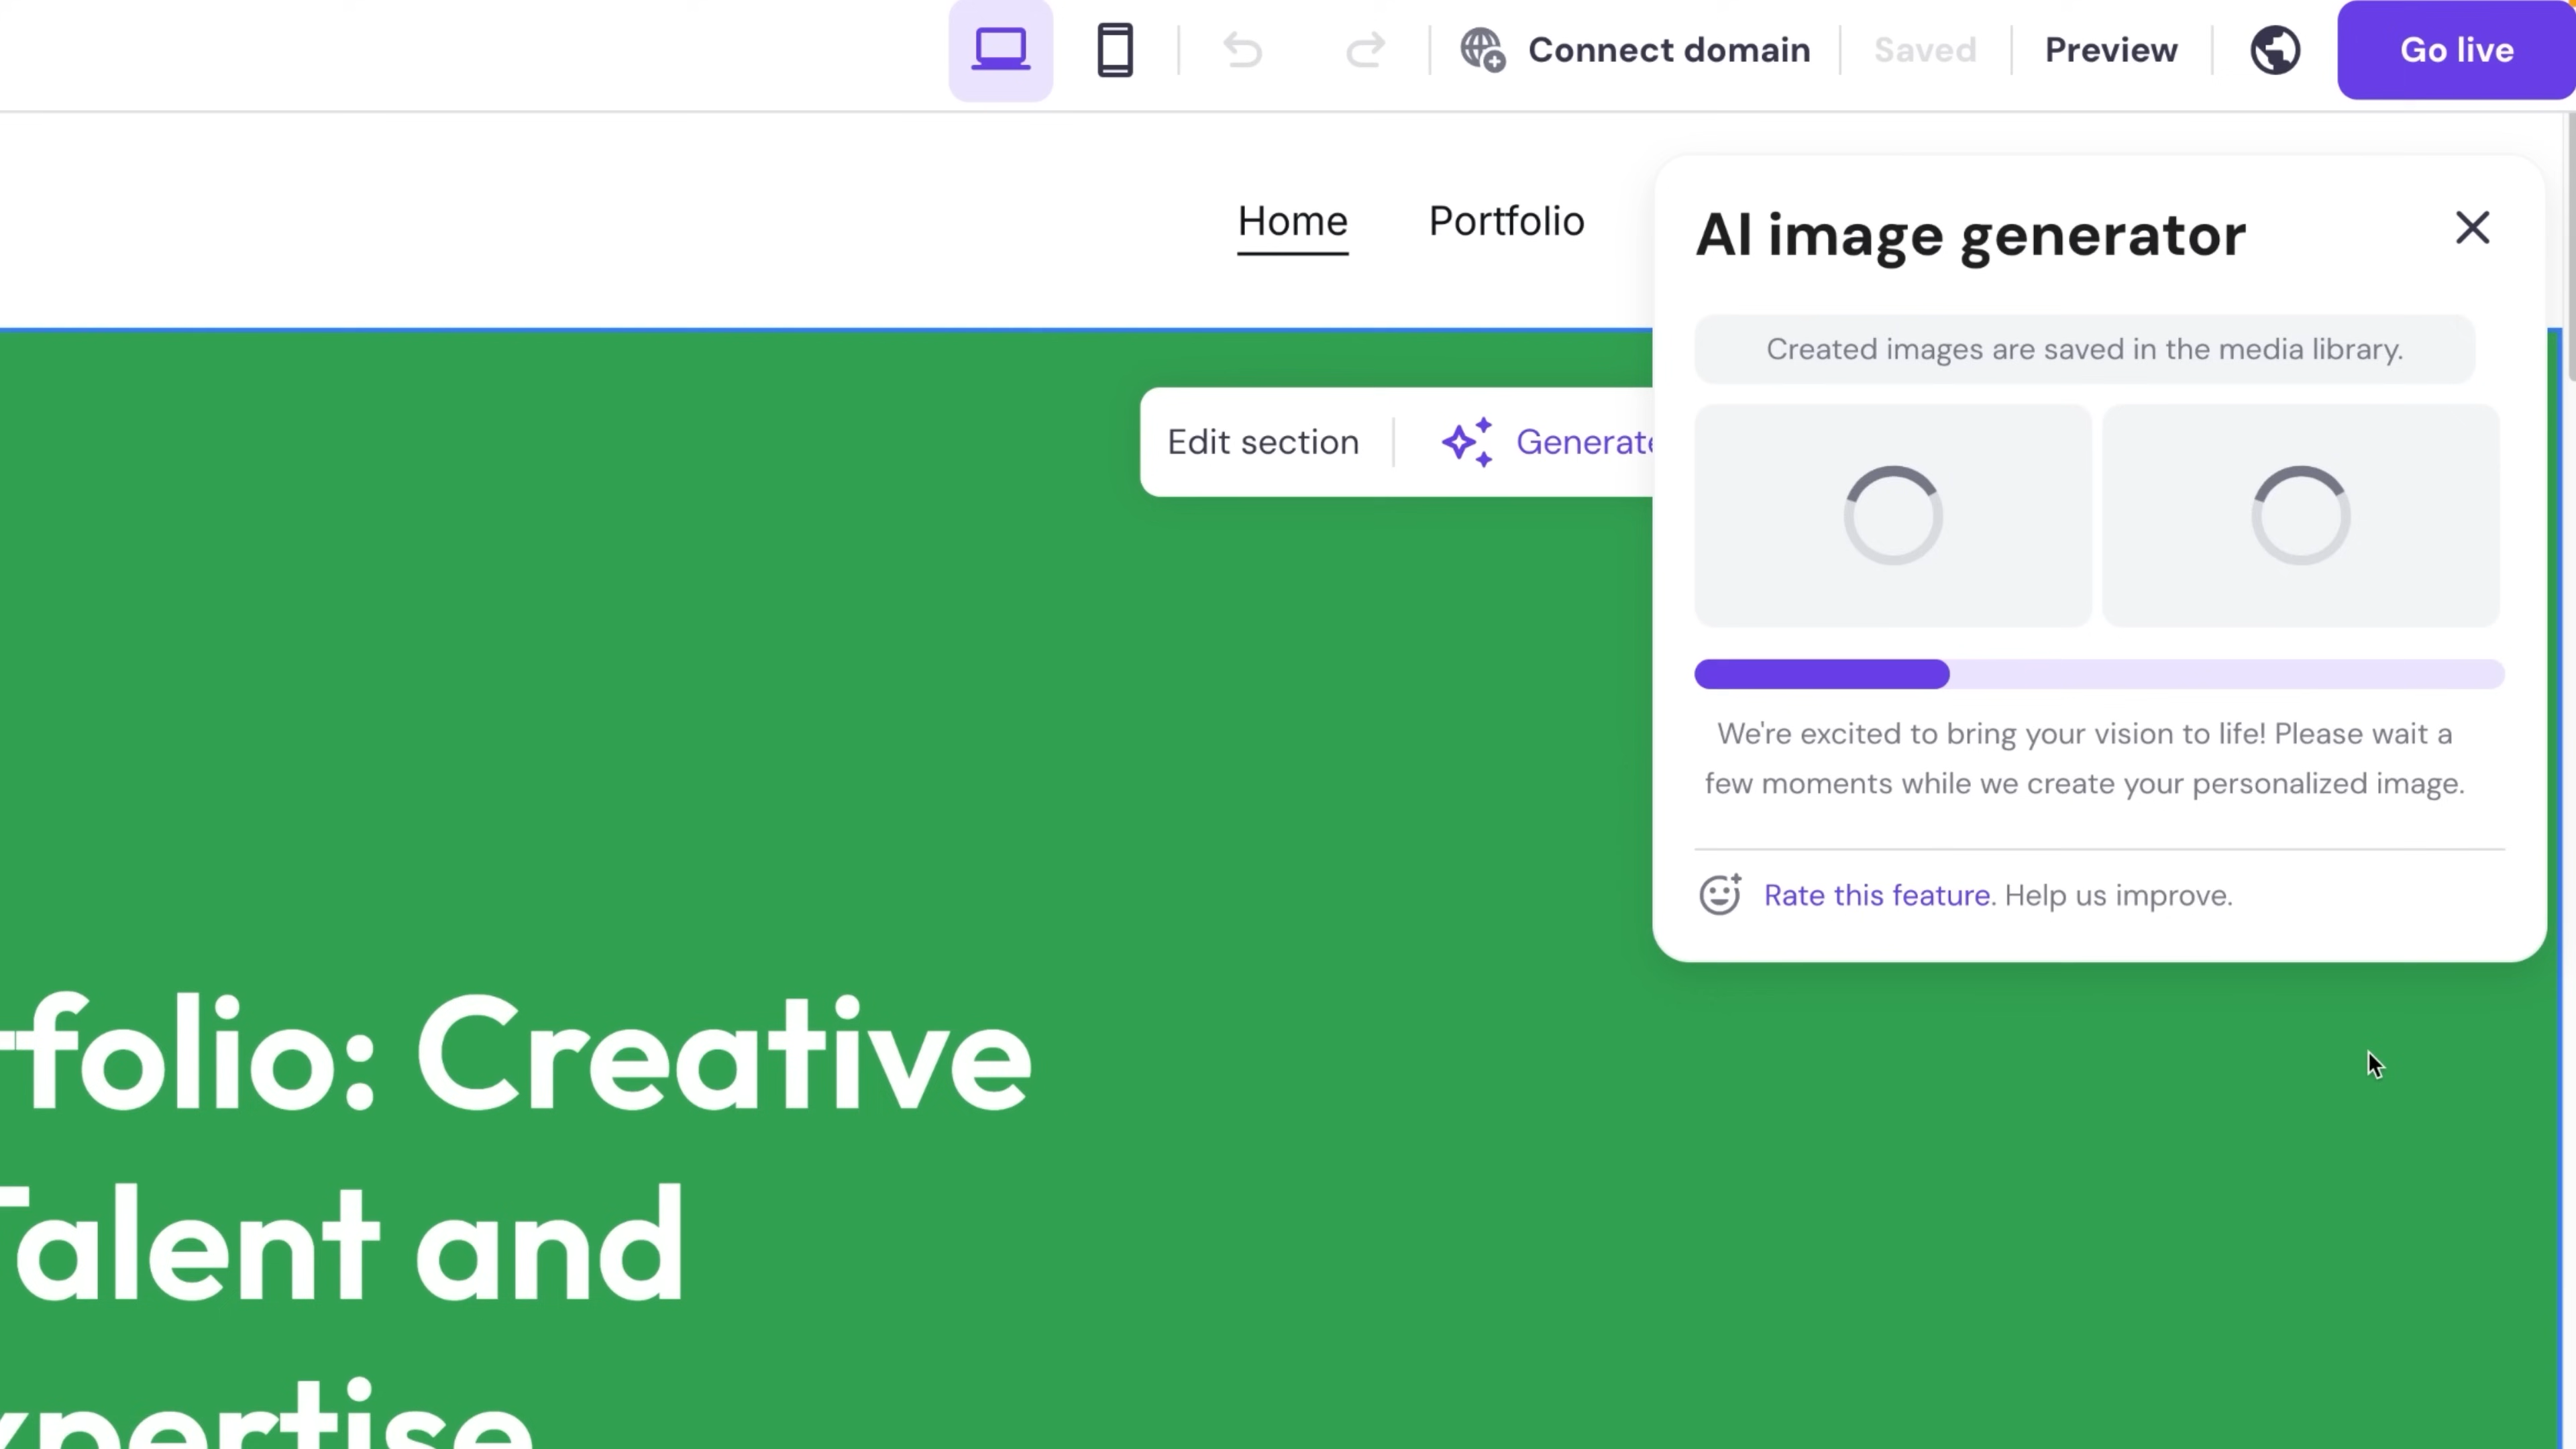 Connect domain Saved Preview Go live
Home Portfolio
AI image generator
Created images are saved in the media library.
Edit section Generate
We're excited to bring your vision to life! Please wait a
few moments while we create your personalized image.
Rate this feature. Help us improve.
rfolio: Creative
Talent and
xpertise